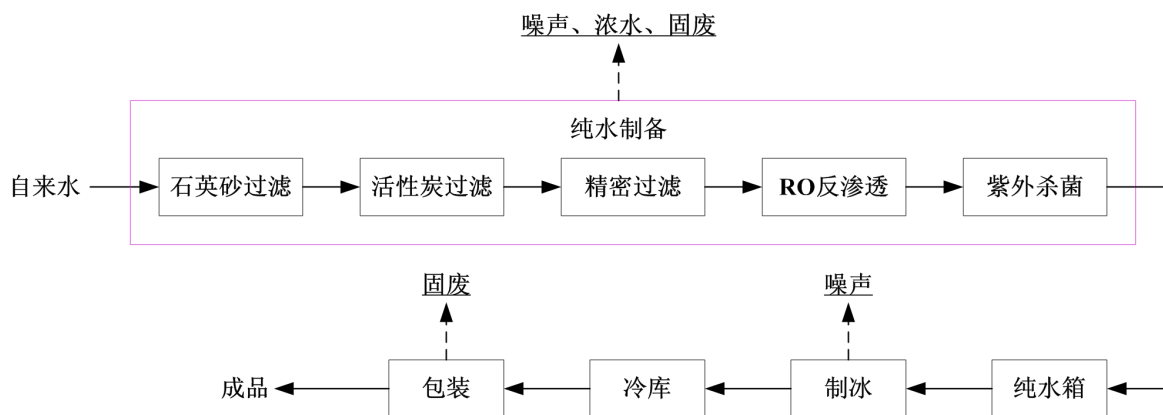 噪声、浓水、固废
纯水制备
自来水
石英砂过滤
活性炭过滤
精密过滤
RO反渗透
紫外杀菌
固废
噪声
成品
包装
冷库
制冰
纯水箱